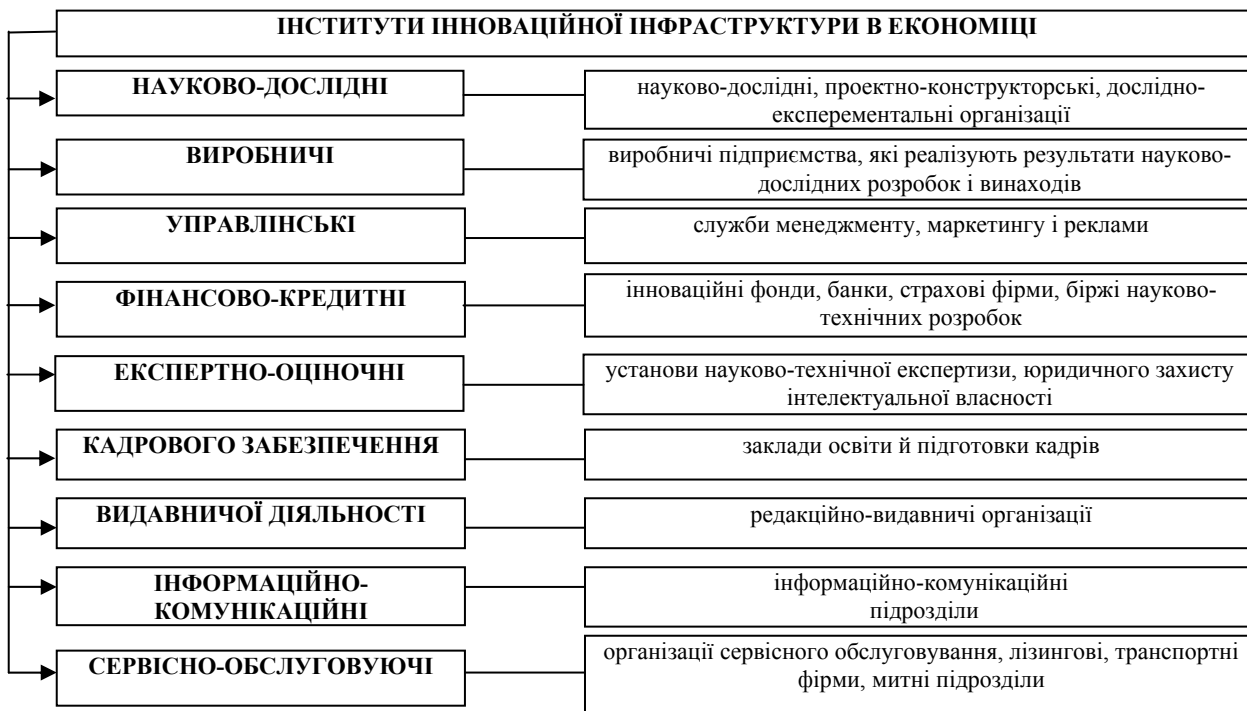 ІНСТИТУТИ ІННОВАЦІЙНОЇ ІНФРАСТРУКТУРИ В ЕКОНОМІЦІ
НАУКОВО-ДОСЛІДНІ
науково-дослідні, проектно-конструкторські, дослідно-
експерементальні організації
ВИРОБНИЧІ
виробничі підприємства, які реалізують результати науково-
дослідних розробок і винаходів
УПРАВЛІНСЬКІ
служби менеджменту, маркетингу і реклами
ФІНАНСОВО-КРЕДИТНІ
інноваційні фонди, банки, страхові фірми, біржі науково-
технічних розробок
ЕКСПЕРТНО-ОЦІНОЧНІ
установи науково-технічної експертизи, юридичного захисту
інтелектуальної власності
КАДРОВОГО ЗАБЕЗПЕЧЕННЯ
заклади освіти й підготовки кадрів
ВИДАВНИЧОЇ ДІЯЛЬНОСТІ
редакційно-видавничі організації
ІНФОРМАЦІЙНО-
КОМУНІКАЦІЙНІ
інформаційно-комунікаційні
підрозділи
СЕРВІСНО-ОБСЛУГОВУЮЧІ
організації сервісного обслуговування, лізингові, транспортні
фірми, митні підрозділи